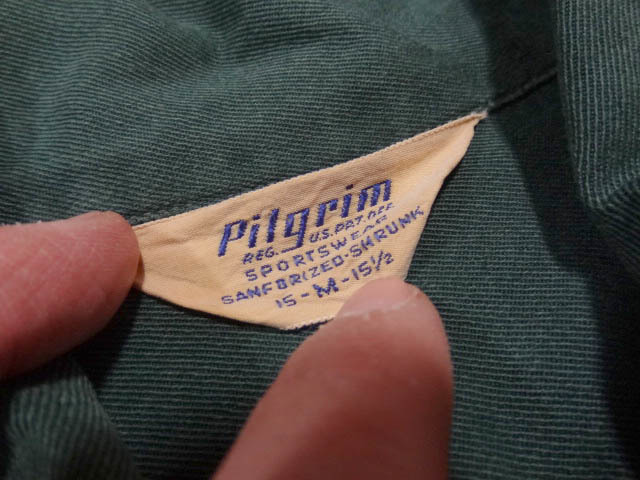 Pilgrim
REG. U.S. PAT. OFF
SPORTSWEAR
SANFORIZED-SHRUNK
15-M-15½